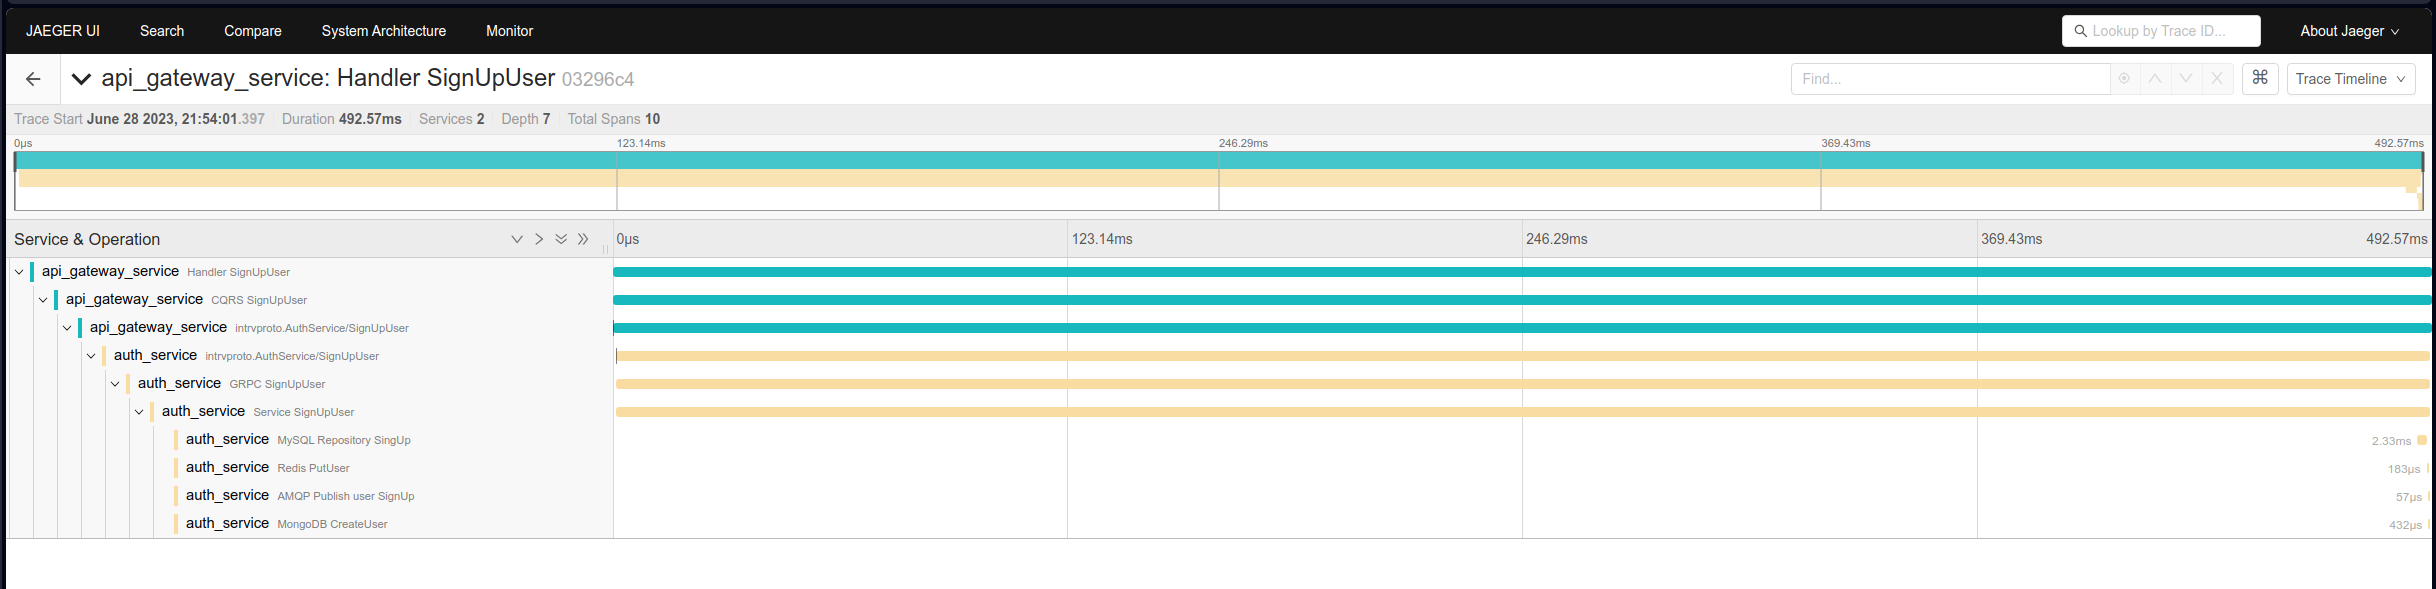 JAEGER UI Search Compare System Architecture Monitor Lookup by Trace ID... About Jaeger
api_gateway_service: Handler SignUpUser 03296c4 Find... ⌘ Trace Timeline
Trace Start June 28 2023, 21:54:01.397 Duration 492.57ms Services 2 Depth 7 Total Spans 10
0μs 123.14ms 246.29ms 369.43ms 492.57ms
Service & Operation 0μs 123.14ms 246.29ms 369.43ms 492.57ms
api_gateway_service Handler SignUpUser
api_gateway_service CQRS SignUpUser
api_gateway_service intrvproto.AuthService/SignUpUser
auth_service intrvproto.AuthService/SignUpUser
auth_service GRPC SignUpUser
auth_service Service SignUpUser
auth_service MySQL Repository SingUp 2.33ms
auth_service Redis PutUser 183μs
auth_service AMQP Publish user SignUp 57μs
auth_service MongoDB CreateUser 432μs